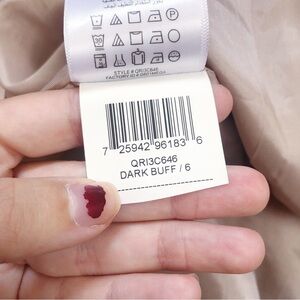 STYLE # QRI3C646
7 25942 96183 6
QRI3C646
DARK BUFF / 6